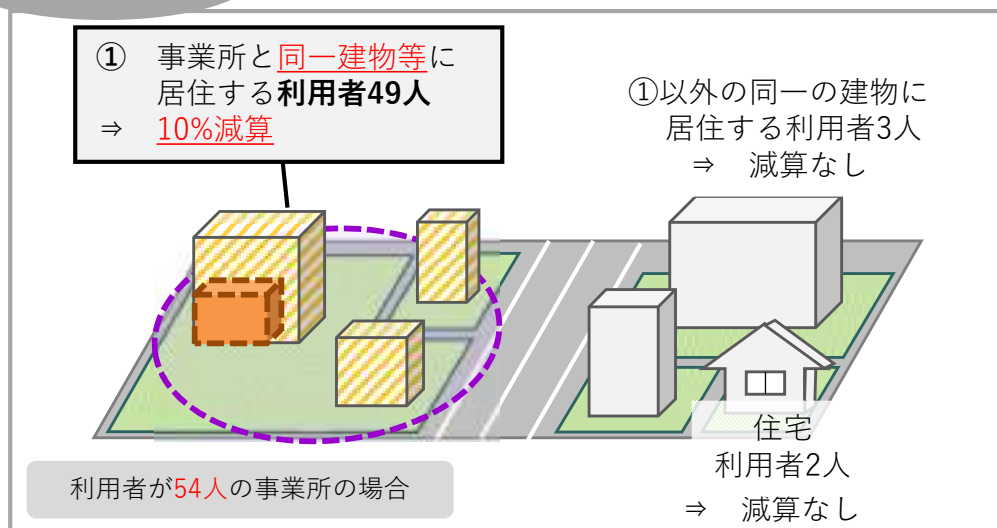 ① 事業所と同一建物等に
居住する利用者49人
⇒ 10%減算
①以外の同一の建物に
居住する利用者3人
⇒ 減算なし
住宅
利用者2人
⇒ 減算なし
利用者が54人の事業所の場合